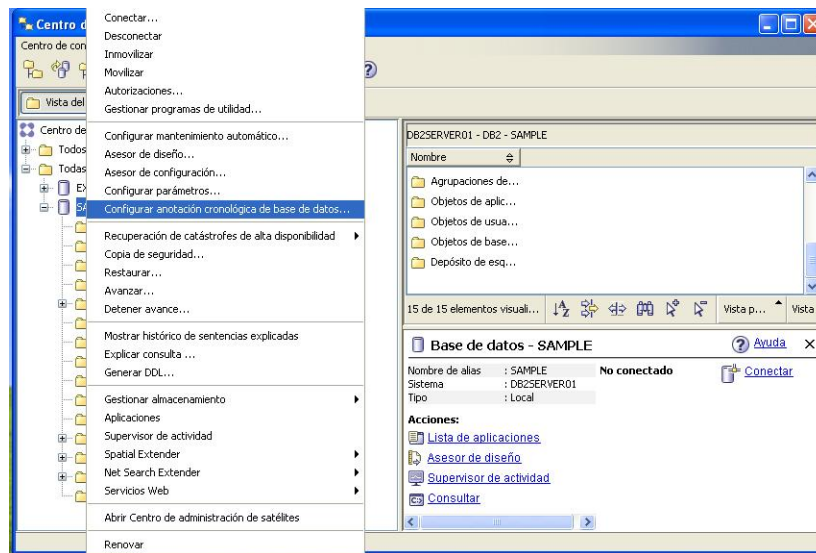 Centro d
Centro de con
Vista del
Centro de
Todos
Todas
Conectar...
Desconectar
Inmovilizar
Movilizar
Autorizaciones...
Gestionar programas de utilidad...
Configurar mantenimiento automático...
Asesor de diseño...
Asesor de configuración...
Configurar parámetros...
Configurar anotación cronológica de base de datos...
Recuperación de catástrofes de alta disponibilidad
Copia de seguridad...
Restaurar...
Avanzar...
Detener avance...
Mostrar histórico de sentencias explicadas
Explicar consulta ...
Generar DDL...
Gestionar almacenamiento
Aplicaciones
Supervisor de actividad
Spatial Extender
Net Search Extender
Servicios Web
Abrir Centro de administración de satélites
Renovar
DB2SERVER01 - DB2 - SAMPLE
Nombre
Agrupaciones de...
Objetos de aplic...
Objetos de usua...
Objetos de base...
Depósito de esq...
15 de 15 elementos visuali... Vista p... Vista
Base de datos - SAMPLE Ayuda
Nombre de alias : SAMPLE No conectado Conectar
Sistema : DB2SERVER01
Tipo : Local
Acciones:
Lista de aplicaciones
Asesor de diseño
Supervisor de actividad
Consultar